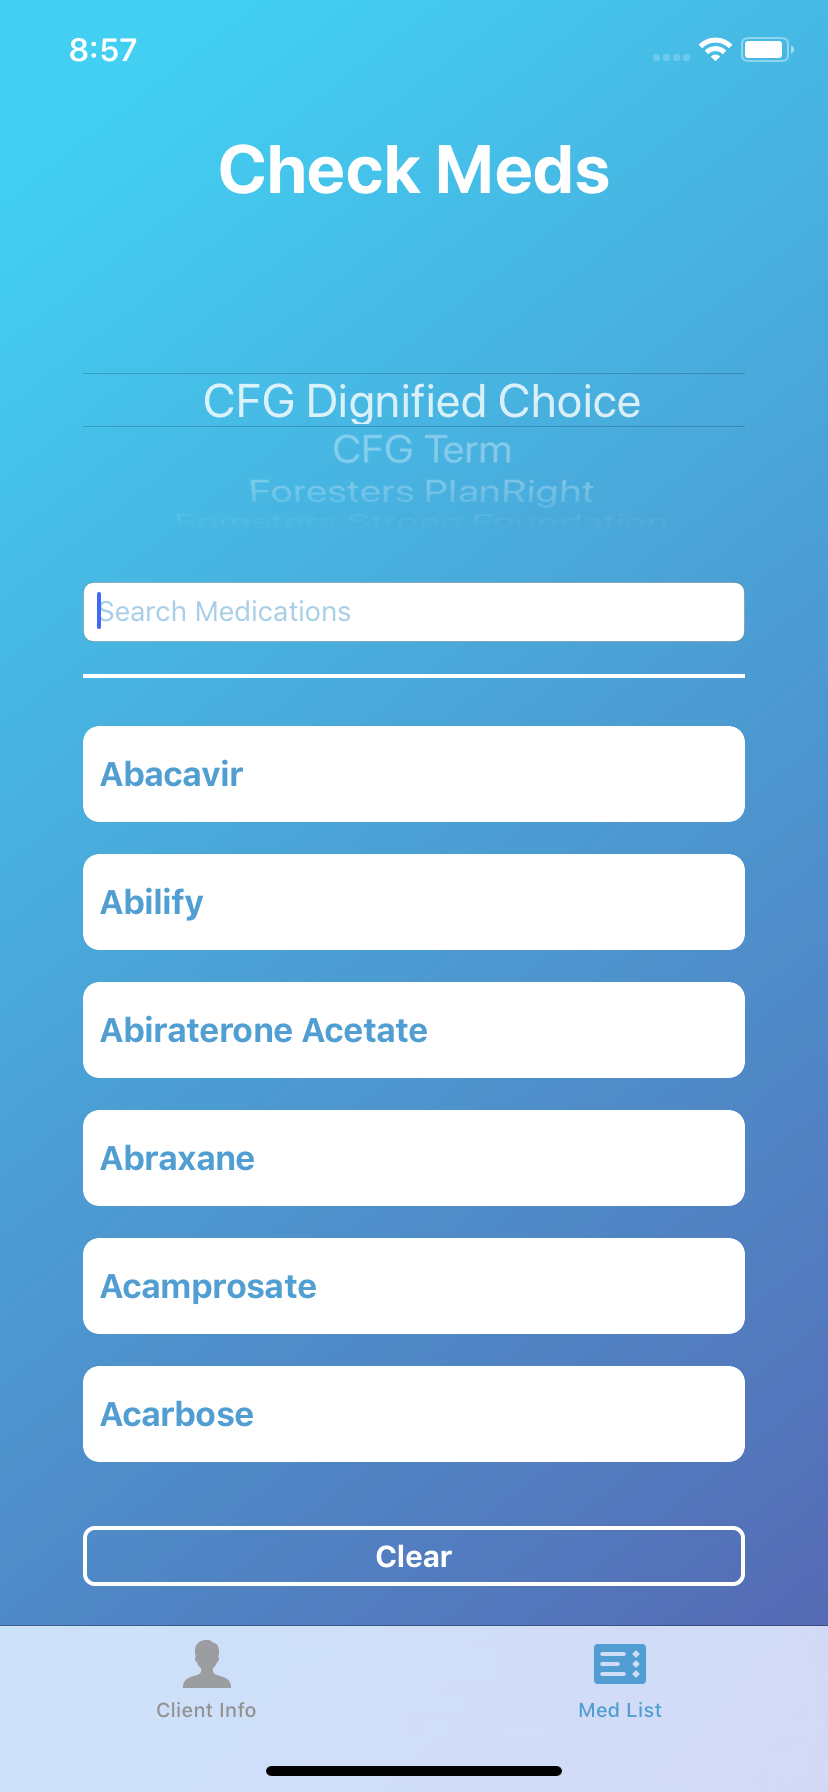 8:57
Check Meds
CFG Dignified Choice
CFG Term
Foresters PlanRight
Foresters Strong Foundation
Search Medications
Abacavir
Abilify
Abiraterone Acetate
Abraxane
Acamprosate
Acarbose
Clear
Client Info
Med List